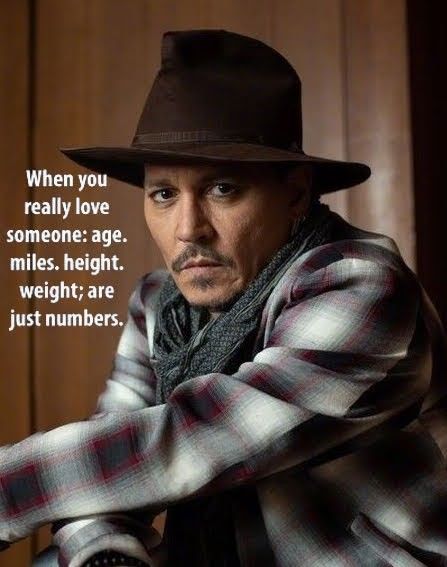 When you
really love
someone: age.
miles. height.
weight; are
just numbers.